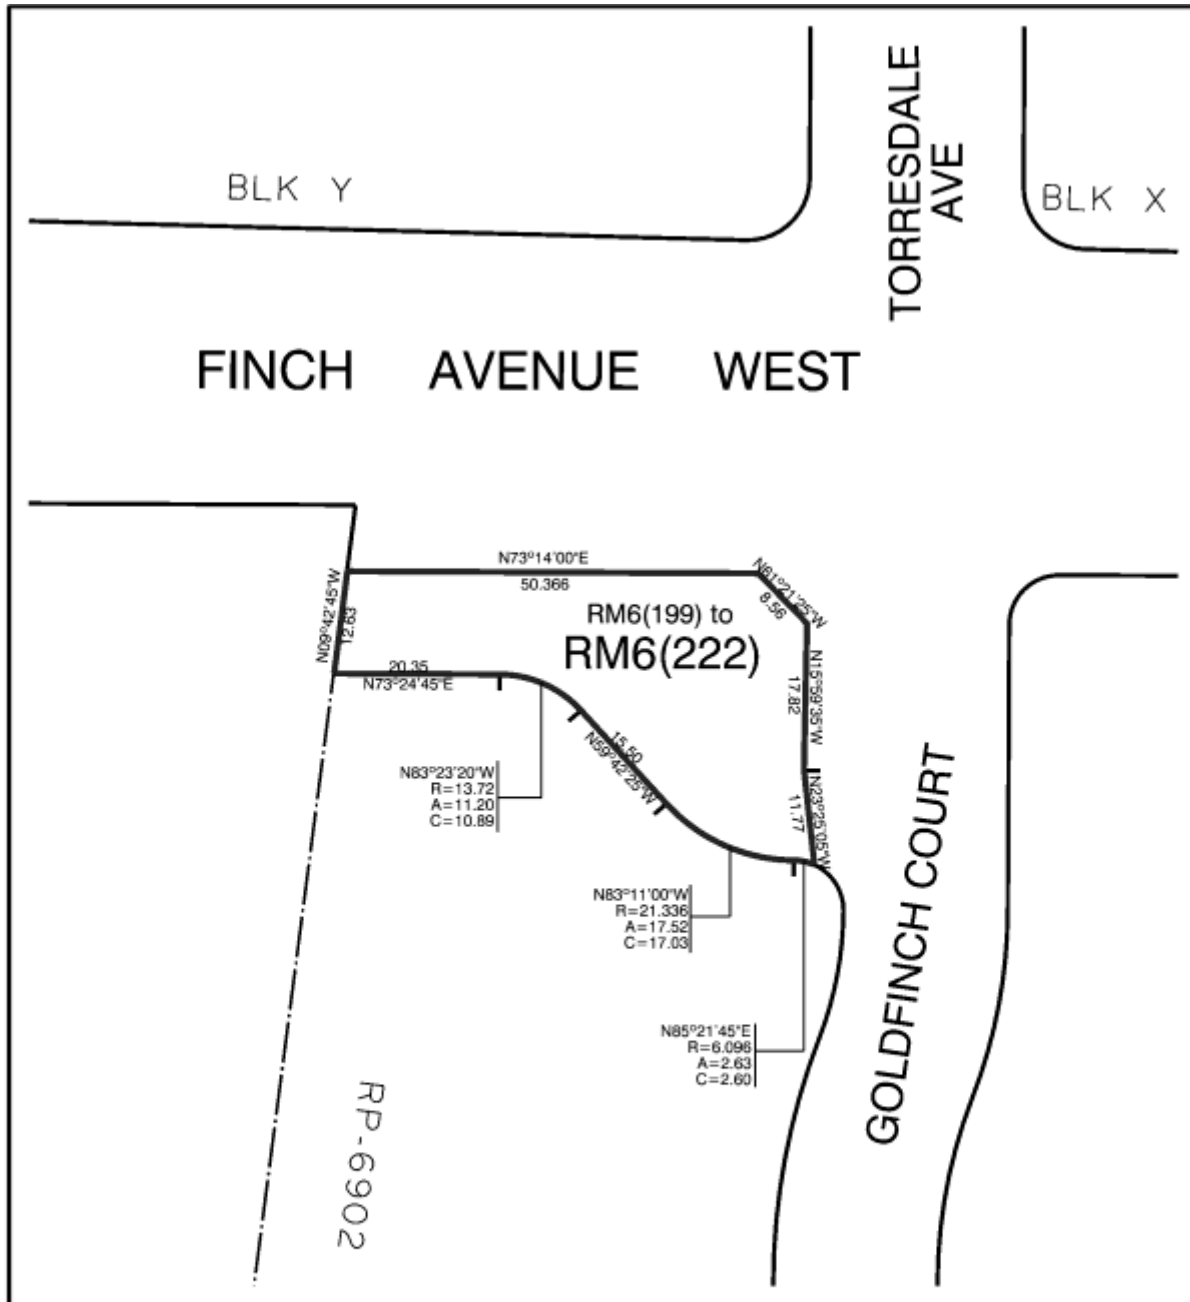 BLK Y
TORRESDALE
AVE
BLK X
FINCH AVENUE WEST
N73°14'00"E
50.366
N61°21'25"W
8.56
RM6(199) to
RM6(222)
N09°42'45"W
12.63
20.35
N73°24'45"E
N15°59'35"W
17.82
15.50
N59°42'25"W
N23°25'05"W
11.77
N83°23'20"W
R=13.72
A=11.20
C=10.89
N83°11'00"W
R=21.336
A=17.52
C=17.03
N85°21'45"E
R=6.096
A=2.63
C=2.60
GOLDFINCH COURT
RP-6902